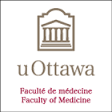 uOttawa
Faculté de médecine
Faculty of Medicine